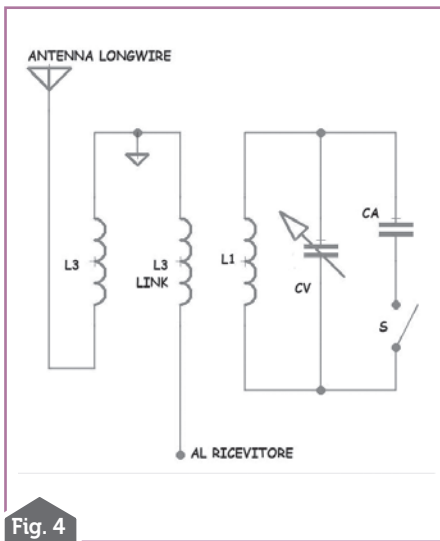 ANTENNA LONGWIRE
L3
L3
LINK
L1
CV
CA
S
AL RICEVITORE
Fig. 4